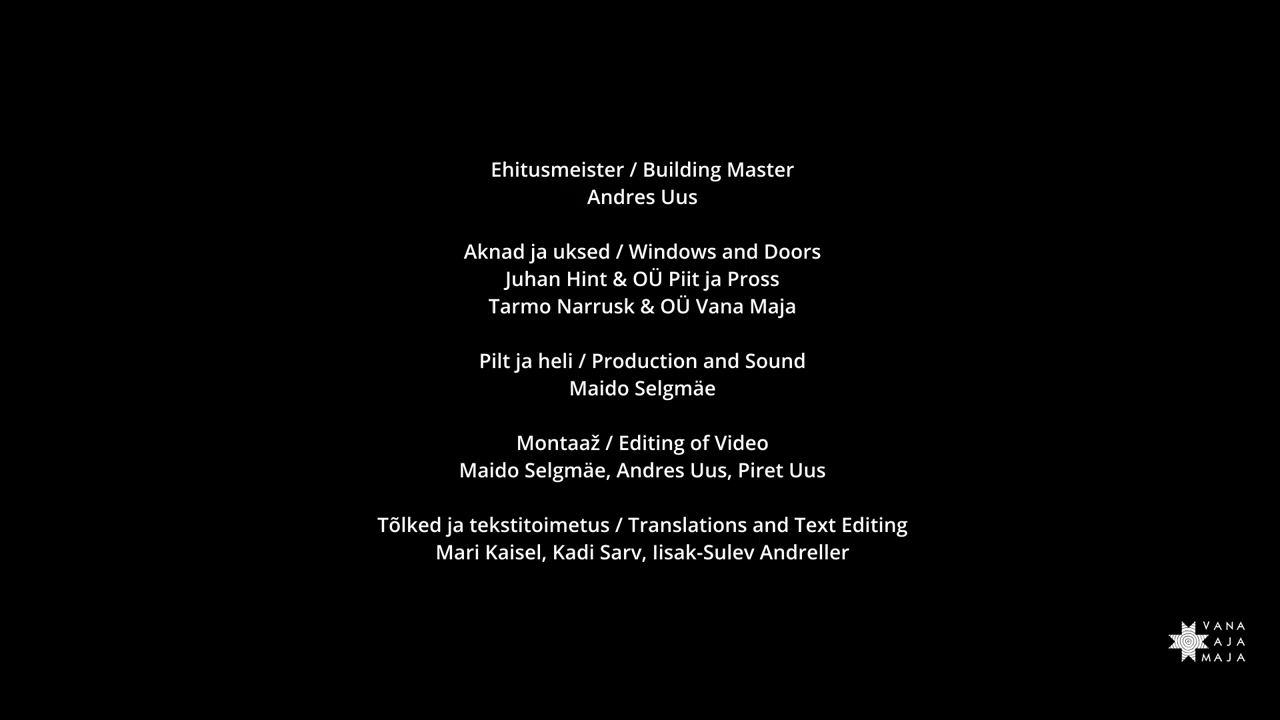 Ehitusmeister / Building Master
Andres Uus
Aknad ja uksed / Windows and Doors
Juhan Hint & OÜ Piit ja Pross
Tarmo Narrusk & OÜ Vana Maja
Pilt ja heli / Production and Sound
Maido Selgmäe
Montaaž / Editing of Video
Maido Selgmäe, Andres Uus, Piret Uus
Tõlked ja tekstitoimetus / Translations and Text Editing
Mari Kaisel, Kadi Sarv, Iisak-Sulev Andreller
VANA
AJA
MAJA